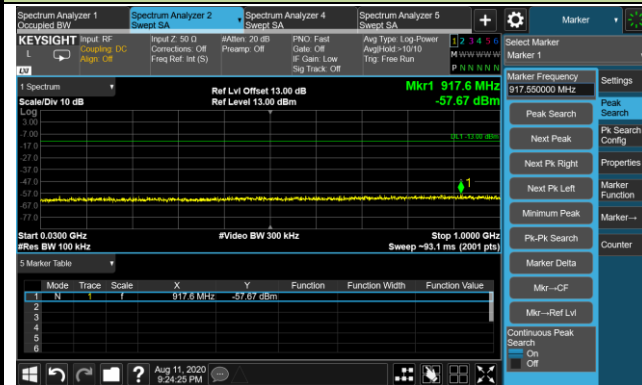 Spectrum Analyzer 1
Occupied BW
Spectrum Analyzer 2
Swept SA
Spectrum Analyzer 4
Swept SA
Spectrum Analyzer 5
Swept SA
+
Marker
KEYSIGHT
L
LXI
Input: RF
Coupling: DC
Align: Off
Input Z: 50 Ω
Corrections: Off
Freq Ref: Int (S)
#Atten: 20 dB
Preamp: Off
PNO: Fast
Gate: Off
IF Gain: Low
Sig Track: Off
Avg Type: Log-Power
Avg|Hold:>10/10
Trig: Free Run
1 2 3 4 5 6
M W W W W W
P N N N N N
Select Marker
Marker 1
1 Spectrum
Scale/Div 10 dB
Log
Ref Lvl Offset 13.00 dB
Ref Level 13.00 dBm
Mkr1 917.6 MHz
-57.67 dBm
3.00
-7.00
-17.0
-27.0
-37.0
-47.0
-57.0
-67.0
-77.0
DL1 -13.00 dBm
1
Start 0.0300 GHz
#Res BW 100 kHz
#Video BW 300 kHz
Stop 1.0000 GHz
Sweep ~93.1 ms (2001 pts)
5 Marker Table
Mode Trace Scale X Y Function Function Width Function Value
1 N 1 f 917.6 MHz -57.67 dBm
2
3
4
5
6
Aug 11, 2020
9:24:25 PM
Marker Frequency
917.550000 MHz
Peak Search
Next Peak
Next Pk Right
Next Pk Left
Minimum Peak
Pk-Pk Search
Marker Delta
Mkr→CF
Mkr→Ref Lvl
Continuous Peak
Search
On
Off
Settings
Peak
Search
Pk Search
Config
Properties
Marker
Function
Marker→
Counter